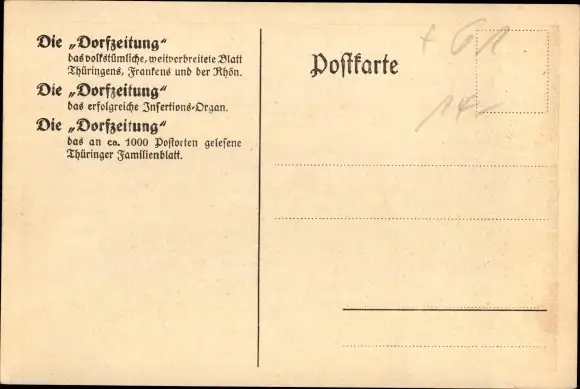 Die „Dorfzeitung“
das volkstümliche, weitverbreitete Blatt
Thüringens, Frankens und der Rhön.
Die „Dorfzeitung“
das erfolgreiche Insertions-Organ.
Die „Dorfzeitung“
das an ca. 1000 Postorten gelesene
Thüringer Familienblatt.
Postkarte